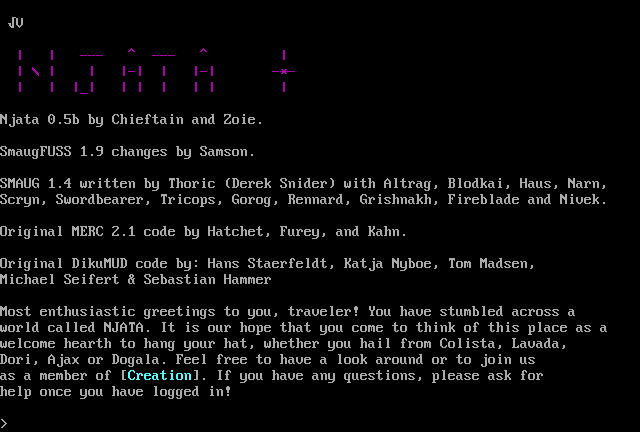 √V
NJATA
Njata 0.5b by Chieftain and Zoie.
SmaugFUSS 1.9 changes by Samson.
SMAUG 1.4 written by Thoric (Derek Snider) with Altrag, Blodkai, Haus, Narn,
Scryn, Swordbearer, Tricops, Gorog, Rennard, Grishnakh, Fireblade and Nivek.
Original MERC 2.1 code by Hatchet, Furey, and Kahn.
Original DikuMUD code by: Hans Staerfeldt, Katja Nyboe, Tom Madsen,
Michael Seifert & Sebastian Hammer
Most enthusiastic greetings to you, traveler! You have stumbled across a
world called NJATA. It is our hope that you come to think of this place as a
welcome hearth to hang your hat, whether you hail from Colista, Lavada,
Dori, Ajax or Dogala. Feel free to have a look around or to join us
as a member of [Creation]. If you have any questions, please ask for
help once you have logged in!
>